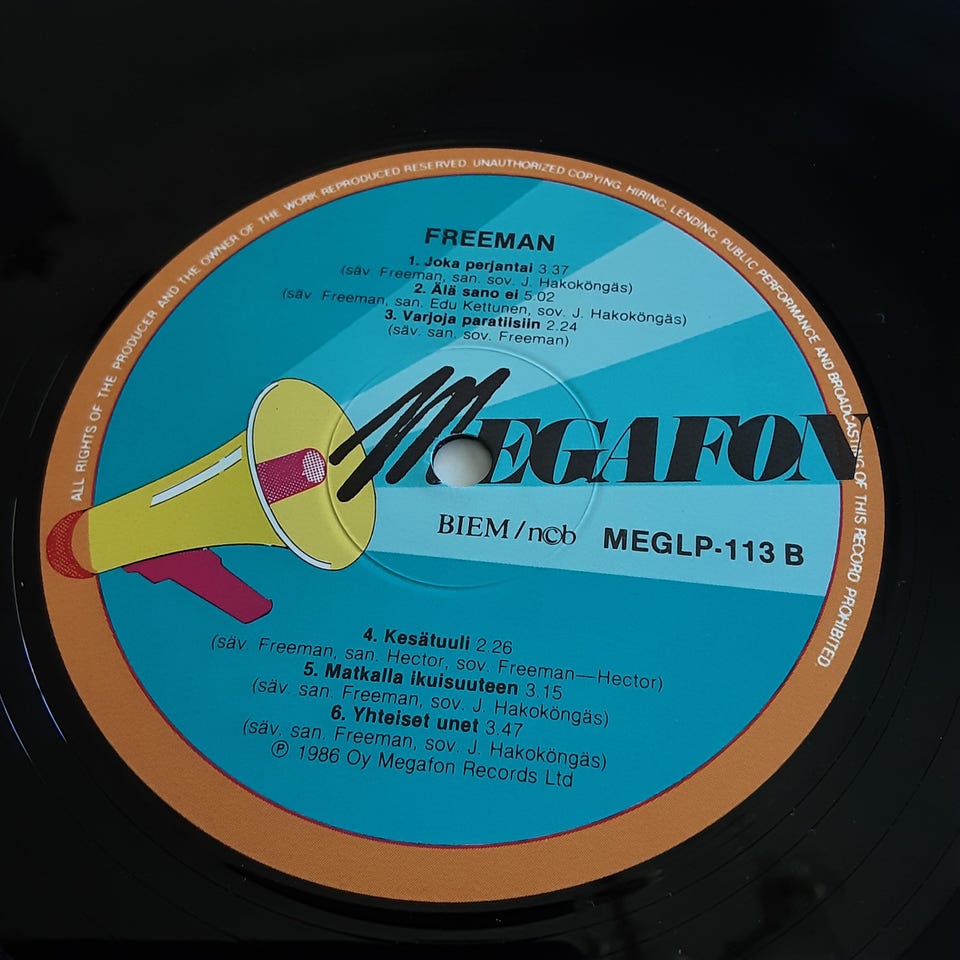 ALL RIGHTS OF THE PRODUCER AND THE OWNER OF THE WORK REPRODUCED RESERVED. UNAUTHORIZED COPYING, HIRING, LENDING, PUBLIC PERFORMANCE AND BROADCASTING OF THIS RECORD PROHIBITED.
FREEMAN
1. Joka perjantai 3.37
(säv. Freeman, san. sov. J. Hakoköngäs)
2. Älä sano ei 5.02
(säv. Freeman, san. Edu Kettunen, sov. J. Hakoköngäs)
3. Varjoja paratiisiin 2.24
(säv. san. sov. Freeman)
MEGAFON
BIEM/n©b MEGLP-113 B
4. Kesätuuli 2.26
(säv. Freeman, san. Hector, sov. Freeman—Hector)
5. Matkalla ikuisuuteen 3.15
(säv. san. Freeman, sov. J. Hakoköngäs)
6. Yhteiset unet 3.47
(säv. san. Freeman, sov. J. Hakoköngäs)
℗ 1986 Oy Megafon Records Ltd